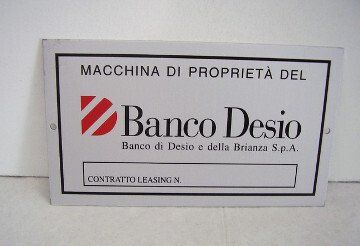 MACCHINA DI PROPRIETÀ DEL
Banco Desio
Banco di Desio e della Brianza S.p.A.
CONTRATTO LEASING N.